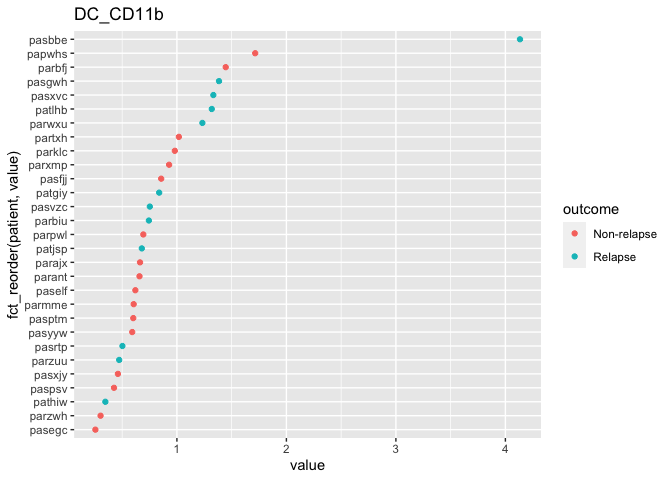 DC_CD11b
fct_reorder(patient, value)
pasbbe
papwhs
parbfj
pasgwh
pasxvc
patlhb
parwxu
partxh
parklc
parxmp
pasfjj
patgiy
pasvzc
parbiu
parpwl
patjsp
parajx
parant
paself
parmme
pasptm
pasyyw
pasrtp
parzuu
pasxjy
paspsv
pathiw
parzwh
pasegc
1 2 3 4
value
outcome
Non-relapse
Relapse